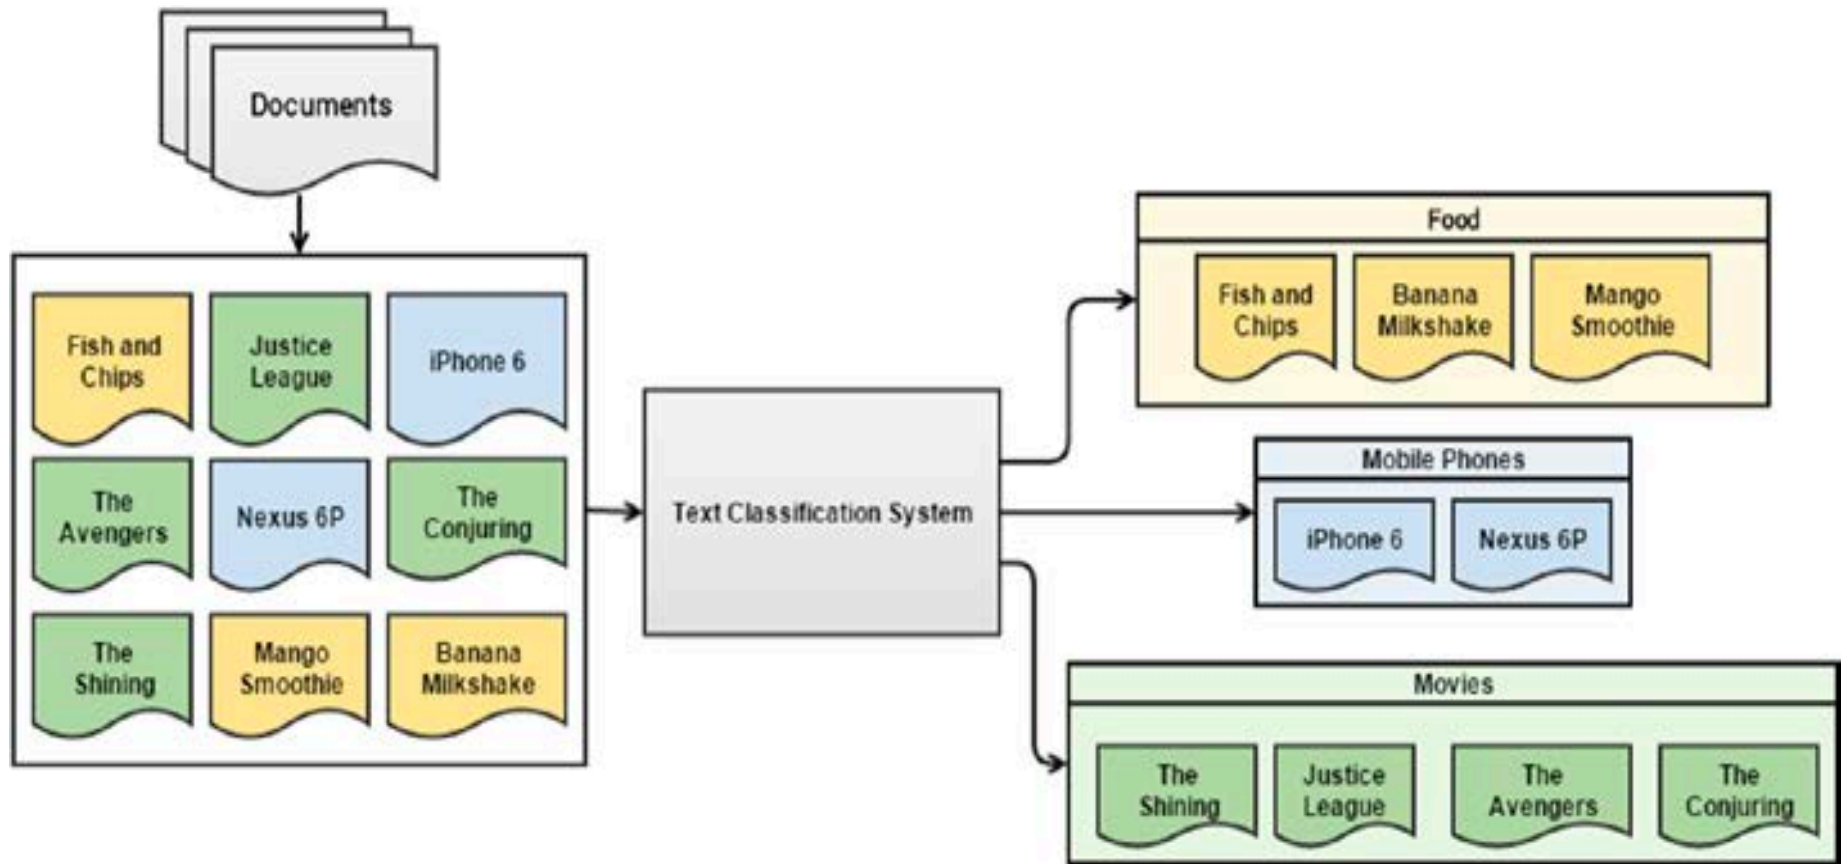 Documents
Fish and
Chips
Justice
League
iPhone 6
The
Avengers
Nexus 6P
The
Conjuring
The
Shining
Mango
Smoothie
Banana
Milkshake
Text Classification System
Food
Fish and
Chips
Banana
Milkshake
Mango
Smoothie
Mobile Phones
iPhone 6
Nexus 6P
Movies
The
Shining
Justice
League
The
Avengers
The
Conjuring